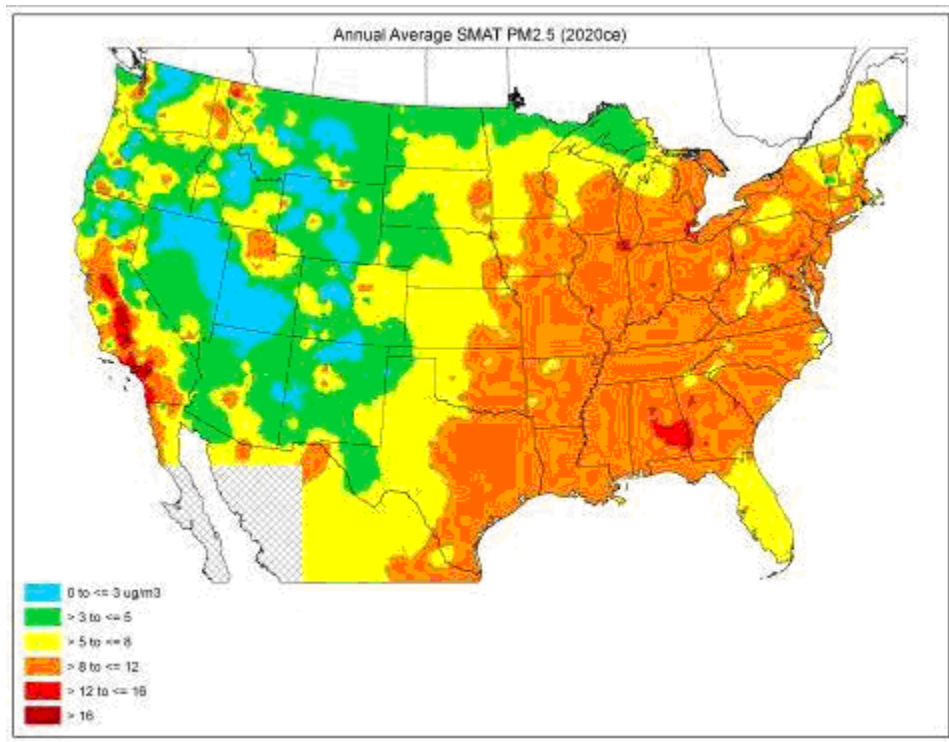 Annual Average SMAT PM2.5 (2020ce)
0 to <= 3 ug/m3
> 3 to <= 5
> 5 to <= 8
> 8 to <= 12
> 12 to <= 16
> 16